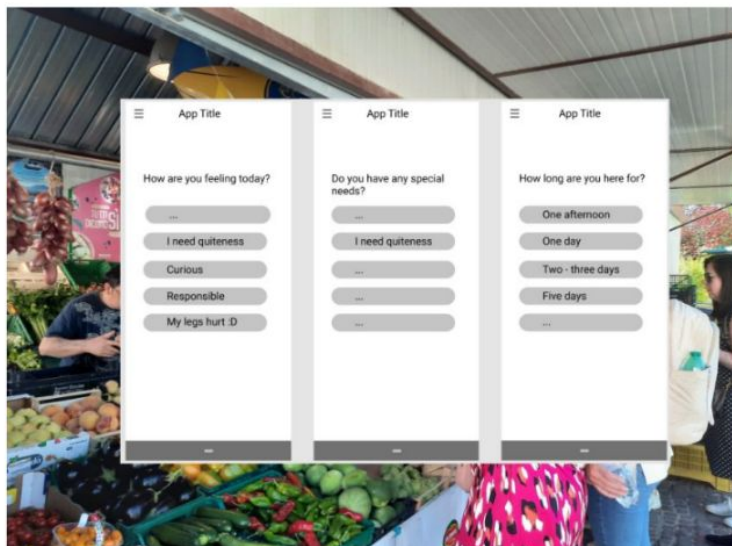 App Title
How are you feeling today?
...
I need quiteness
Curious
Responsible
My legs hurt :D
App Title
Do you have any special
needs?
...
I need quiteness
...
...
...
App Title
How long are you here for?
One afternoon
One day
Two - three days
Five days
...